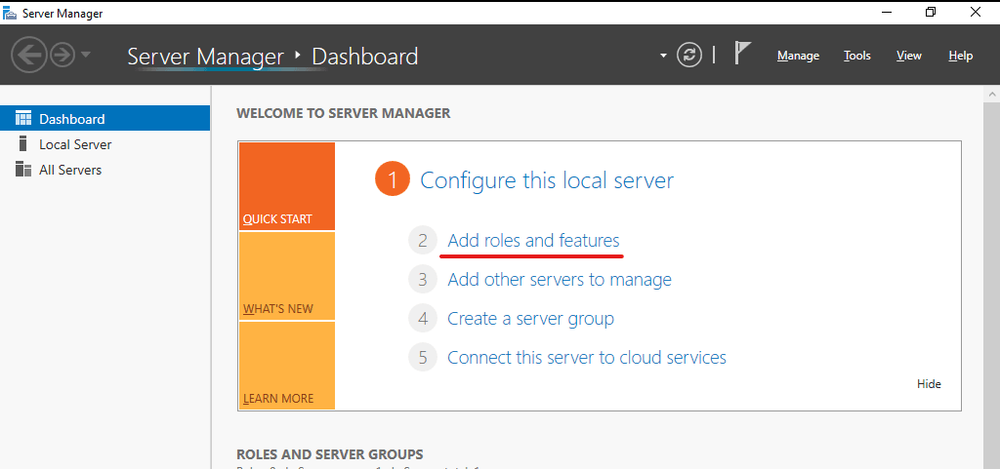 Server Manager
Server Manager ‣ Dashboard
Manage Tools View Help
Dashboard
Local Server
All Servers
WELCOME TO SERVER MANAGER
QUICK START
WHAT'S NEW
LEARN MORE
1 Configure this local server
2 Add roles and features
3 Add other servers to manage
4 Create a server group
5 Connect this server to cloud services
Hide
ROLES AND SERVER GROUPS